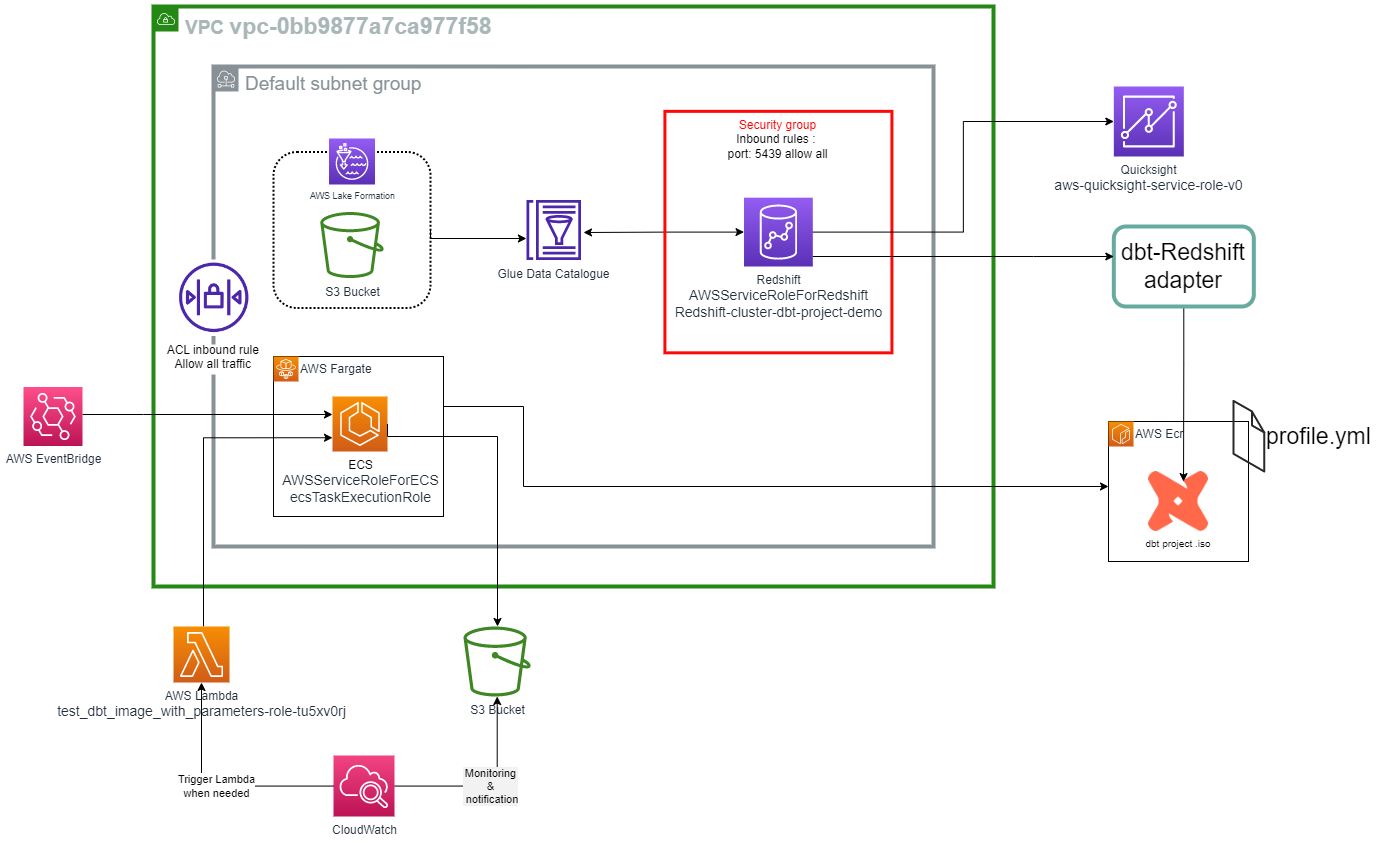 VPC vpc-0bb9877a7ca977f58
Default subnet group
Security group
Inbound rules :
port: 5439 allow all
AWS Lake Formation
S3 Bucket
Glue Data Catalogue
Redshift
AWSServiceRoleForRedshift
Redshift-cluster-dbt-project-demo
Quicksight
aws-quicksight-service-role-v0
dbt-Redshift
adapter
ACL inbound rule
Allow all traffic
AWS Fargate
ECS
AWSServiceRoleForECS
ecsTaskExecutionRole
AWS EventBridge
AWS Ecr
profile.yml
dbt project .iso
AWS Lambda
test_dbt_image_with_parameters-role-tu5xv0rj
S3 Bucket
Trigger Lambda
when needed
Monitoring
&
notification
CloudWatch